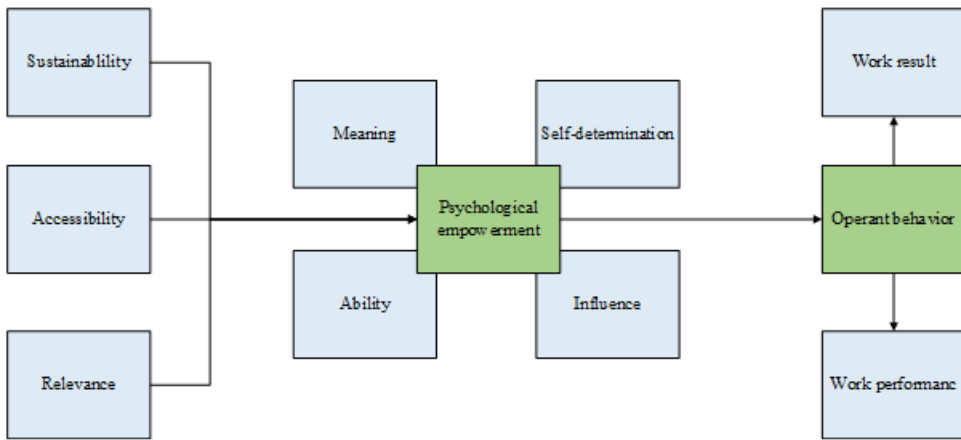 Sustainablility
Accessibility
Relevance
Meaning
Self-determination
Psychological
empowerment
Ability
Influence
Work result
Operant behavior
Work performanc